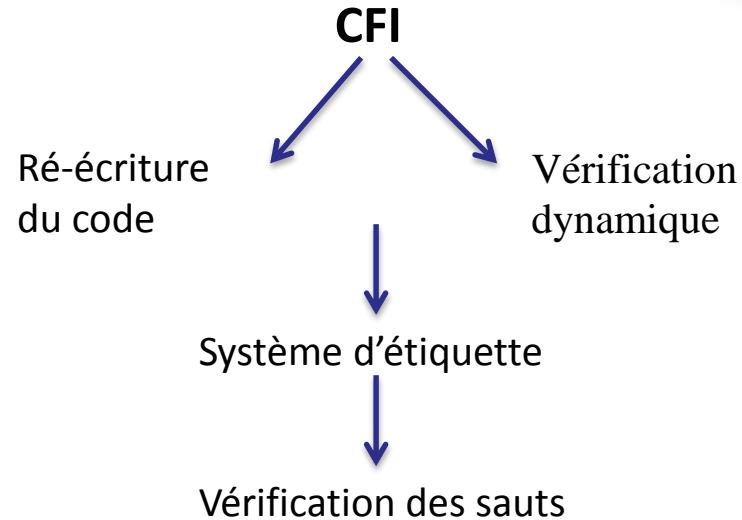 CFI
Ré-écriture
du code
Vérification
dynamique
Système d’étiquette
Vérification des sauts